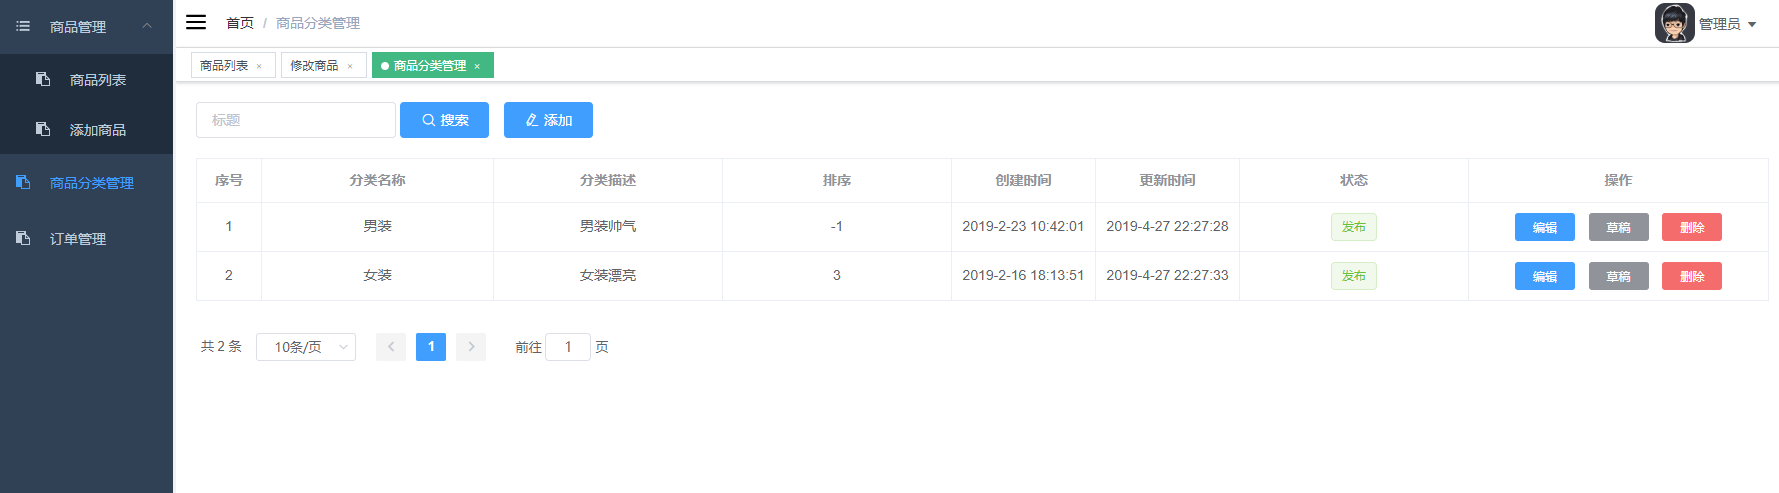 商品管理
商品列表
添加商品
商品分类管理
订单管理
首页 / 商品分类管理
管理员
商品列表 × 修改商品 × 商品分类管理 ×
标题 搜索 添加
序号 分类名称 分类描述 排序 创建时间 更新时间 状态 操作
1 男装 男装帅气 -1 2019-2-23 10:42:01 2019-4-27 22:27:28 发布 编辑 草稿 删除
2 女装 女装漂亮 3 2019-2-16 18:13:51 2019-4-27 22:27:33 发布 编辑 草稿 删除
共 2 条 10条/页 1 前往 1 页